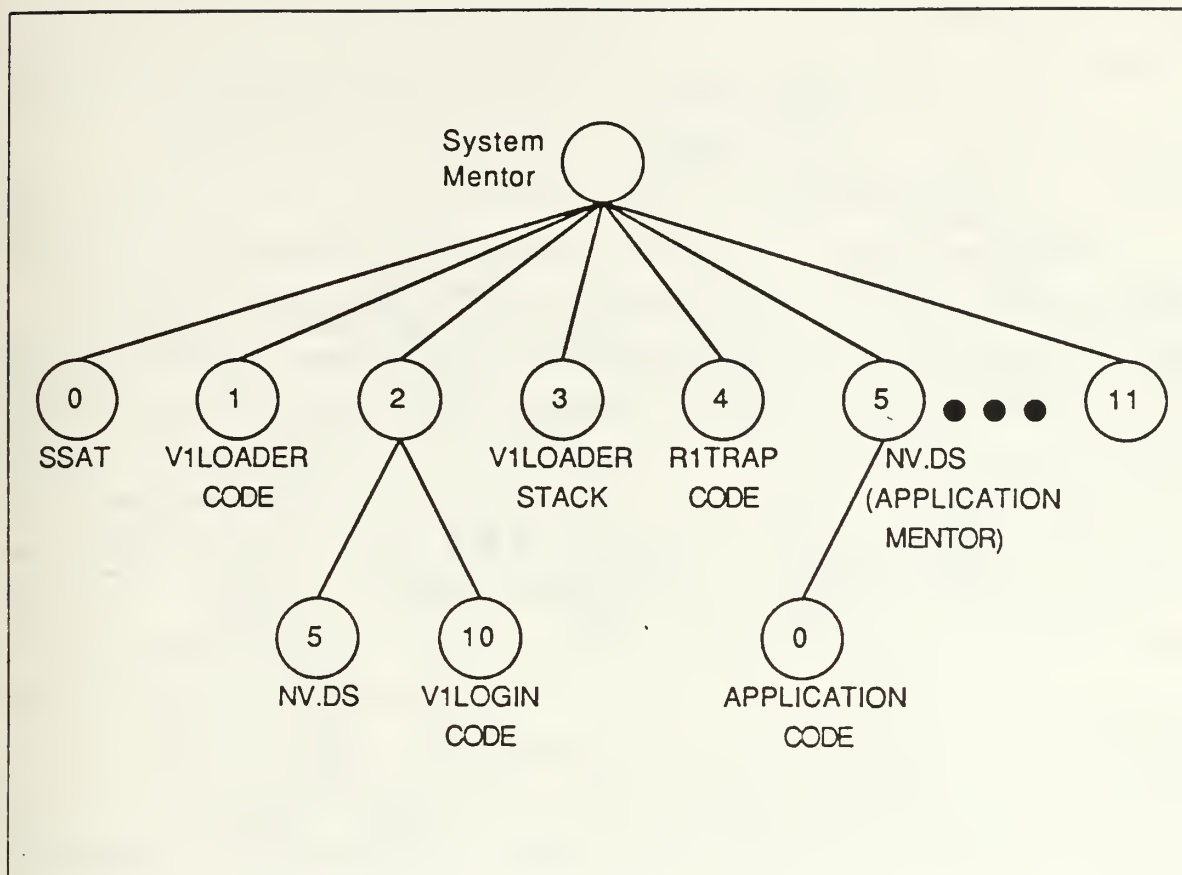 System
Mentor
0
1
2
3
4
5
11
SSAT
V1LOADER
CODE
V1LOADER
STACK
R1TRAP
CODE
NV.DS
(APPLICATION
MENTOR)
5
10
0
NV.DS
V1LOGIN
CODE
APPLICATION
CODE